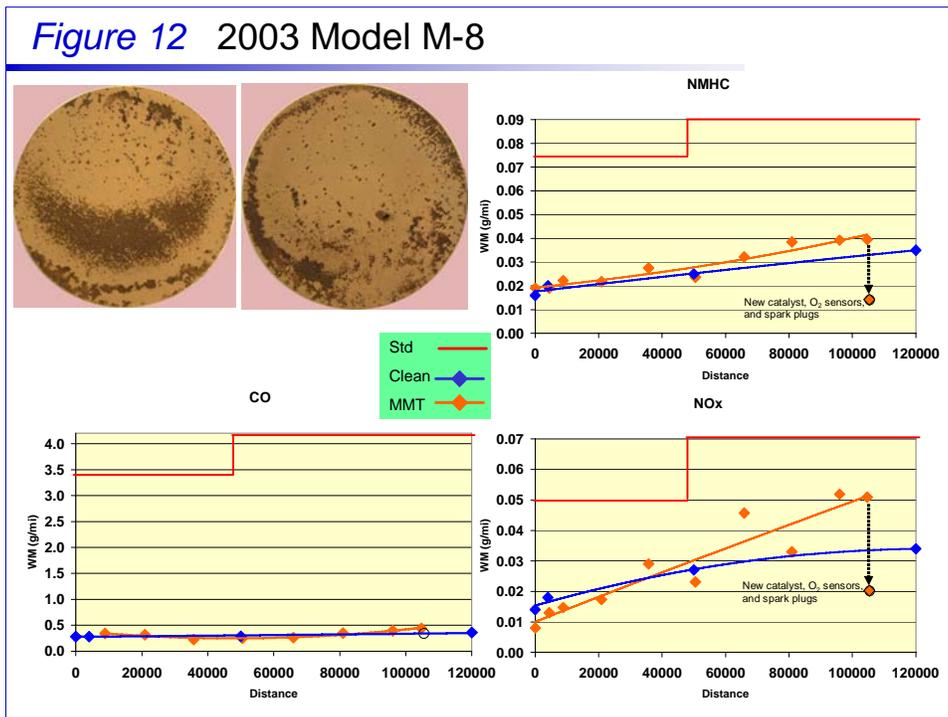 Figure 12 2003 Model M-8
NMHC
WM (g/mi)
0.09
0.08
0.07
0.06
0.05
0.04
0.03
0.02
0.01
0.00
New catalyst, O2 sensors,
and spark plugs
0 20000 40000 60000 80000 100000 120000
Distance
Std
Clean
MMT
CO
WM (g/mi)
4.0
3.5
3.0
2.5
2.0
1.5
1.0
0.5
0.0
0 20000 40000 60000 80000 100000 120000
Distance
NOx
WM (g/mi)
0.07
0.06
0.05
0.04
0.03
0.02
0.01
0.00
New catalyst, O2 sensors,
and spark plugs
0 20000 40000 60000 80000 100000 120000
Distance